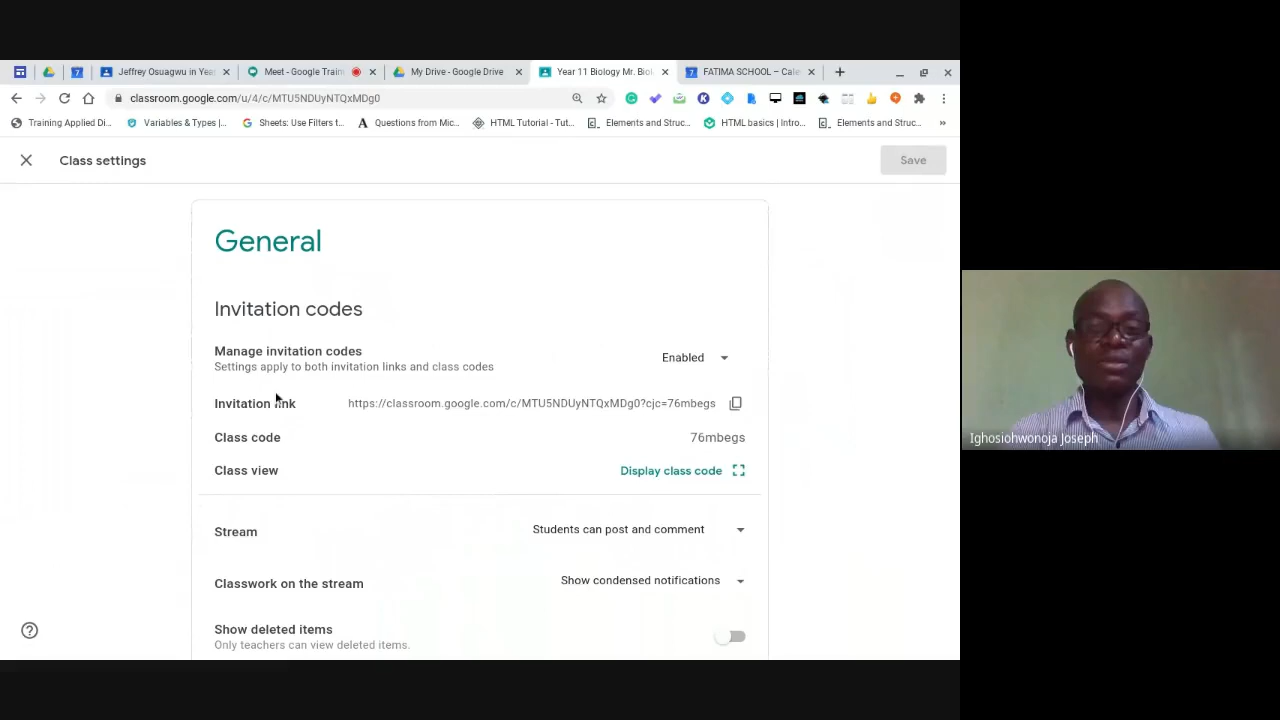 Jeffrey Osuagwu in Yea
Meet - Google Train
My Drive - Google Drive
Year 11 Biology Mr. Biol
FATIMA SCHOOL – Cale
classroom.google.com/u/4/c/MTU5NDUyNTQxMDg0
Training Applied Di...
Variables & Types |...
Sheets: Use Filters t...
Questions from Mic...
HTML Tutorial - Tut...
Elements and Struc...
HTML basics | Intro...
Elements and Struc...
Class settings
Save
General
Invitation codes
Manage invitation codes
Settings apply to both invitation links and class codes
Enabled
Invitation link
https://classroom.google.com/c/MTU5NDUyNTQxMDg0?cjc=76mbegs
Class code
76mbegs
Class view
Display class code
Stream
Students can post and comment
Classwork on the stream
Show condensed notifications
Show deleted items
Only teachers can view deleted items.
Ighosiohwonoja Joseph